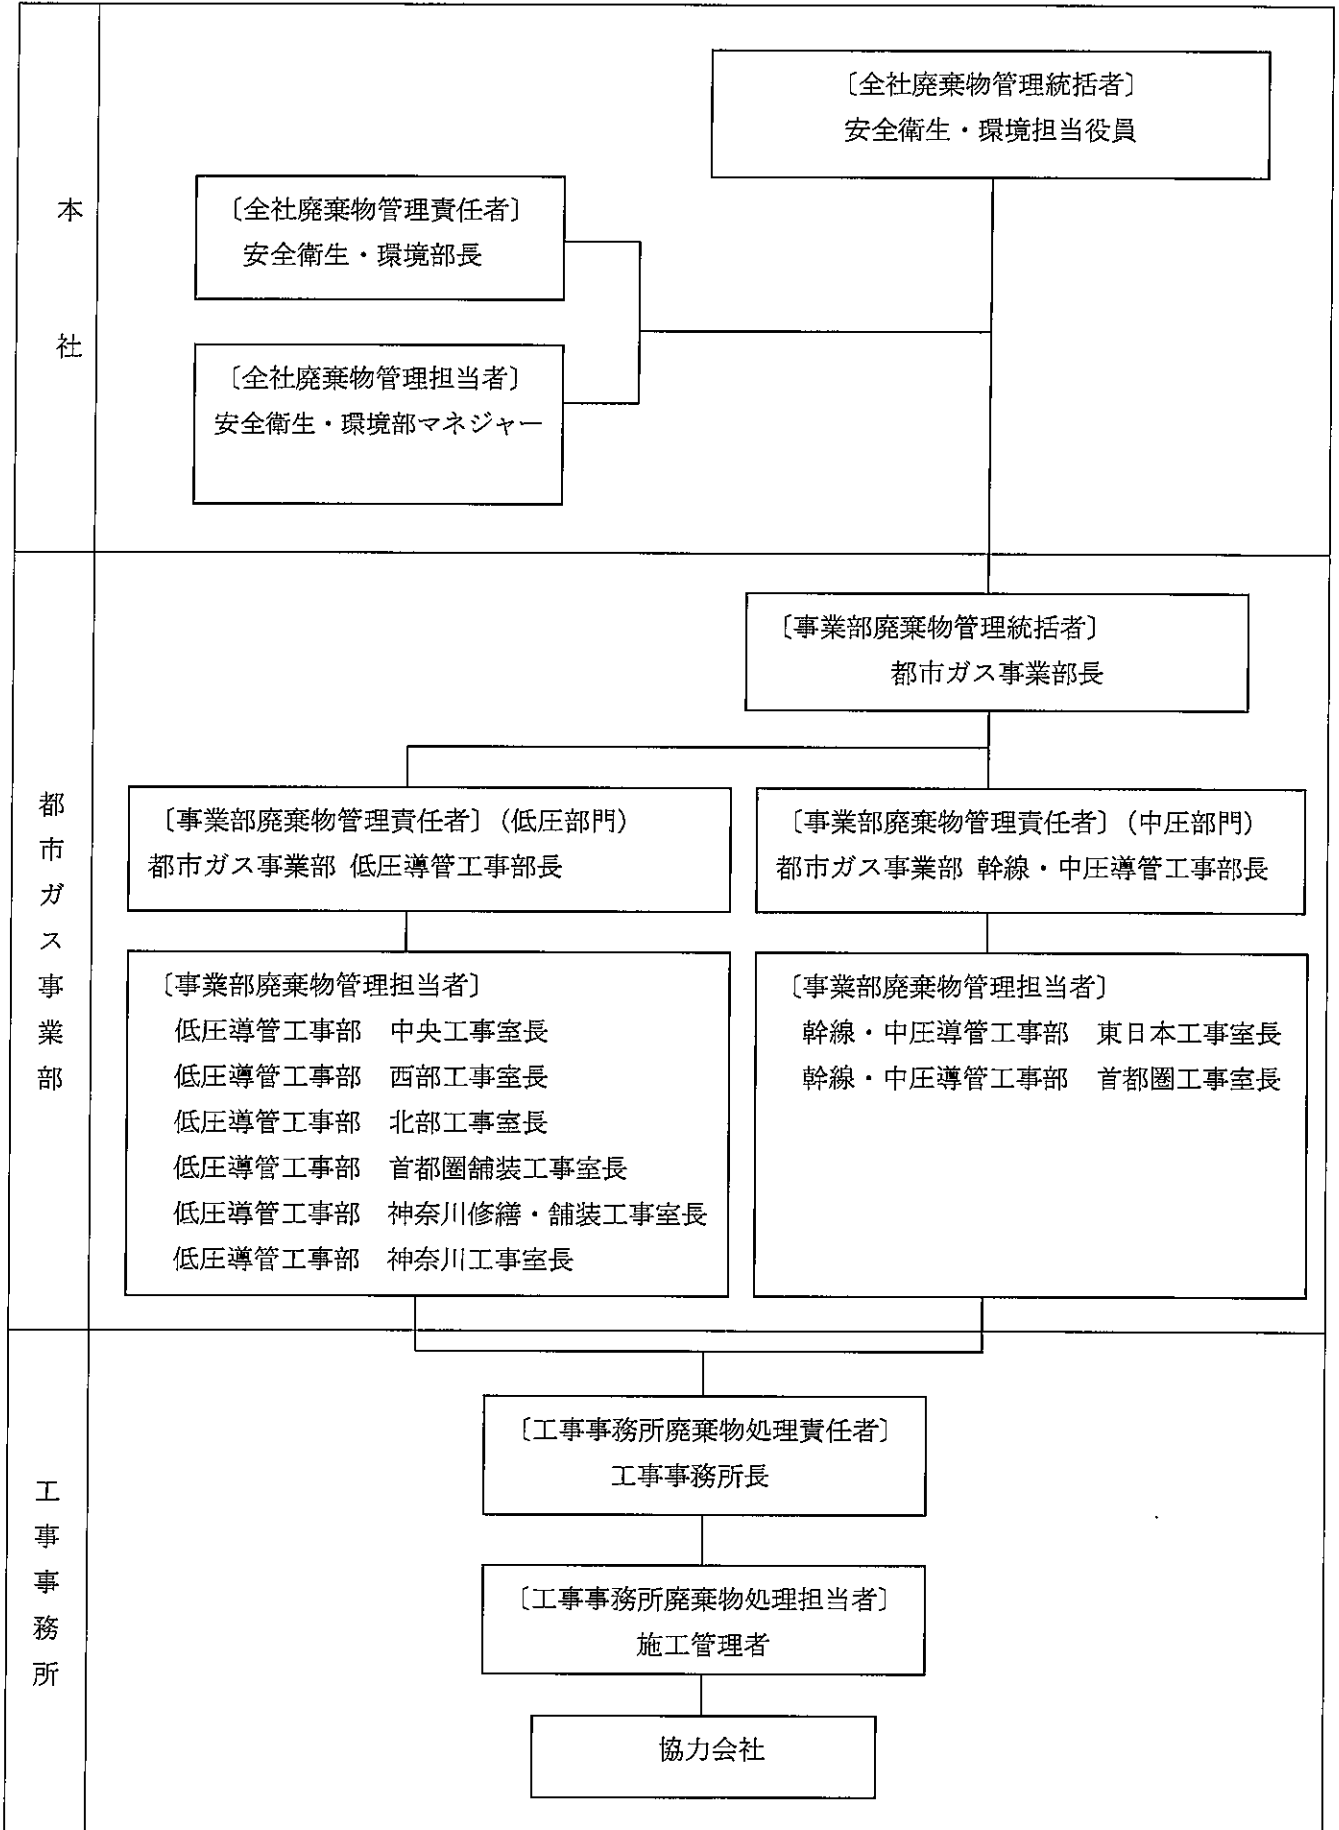 本社
〔全社廃棄物管理統括者〕
安全衛生・環境担当役員
〔全社廃棄物管理責任者〕
安全衛生・環境部長
〔全社廃棄物管理担当者〕
安全衛生・環境部マネジャー
都市ガス事業部
〔事業部廃棄物管理統括者〕
都市ガス事業部長
〔事業部廃棄物管理責任者〕（低圧部門）
都市ガス事業部 低圧導管工事部長
〔事業部廃棄物管理責任者〕（中圧部門）
都市ガス事業部 幹線・中圧導管工事部長
〔事業部廃棄物管理担当者〕
低圧導管工事部　中央工事室長
低圧導管工事部　西部工事室長
低圧導管工事部　北部工事室長
低圧導管工事部　首都圏舗装工事室長
低圧導管工事部　神奈川修繕・舗装工事室長
低圧導管工事部　神奈川工事室長
〔事業部廃棄物管理担当者〕
幹線・中圧導管工事部　東日本工事室長
幹線・中圧導管工事部　首都圏工事室長
工事事務所
〔工事事務所廃棄物処理責任者〕
工事事務所長
〔工事事務所廃棄物処理担当者〕
施工管理者
協力会社